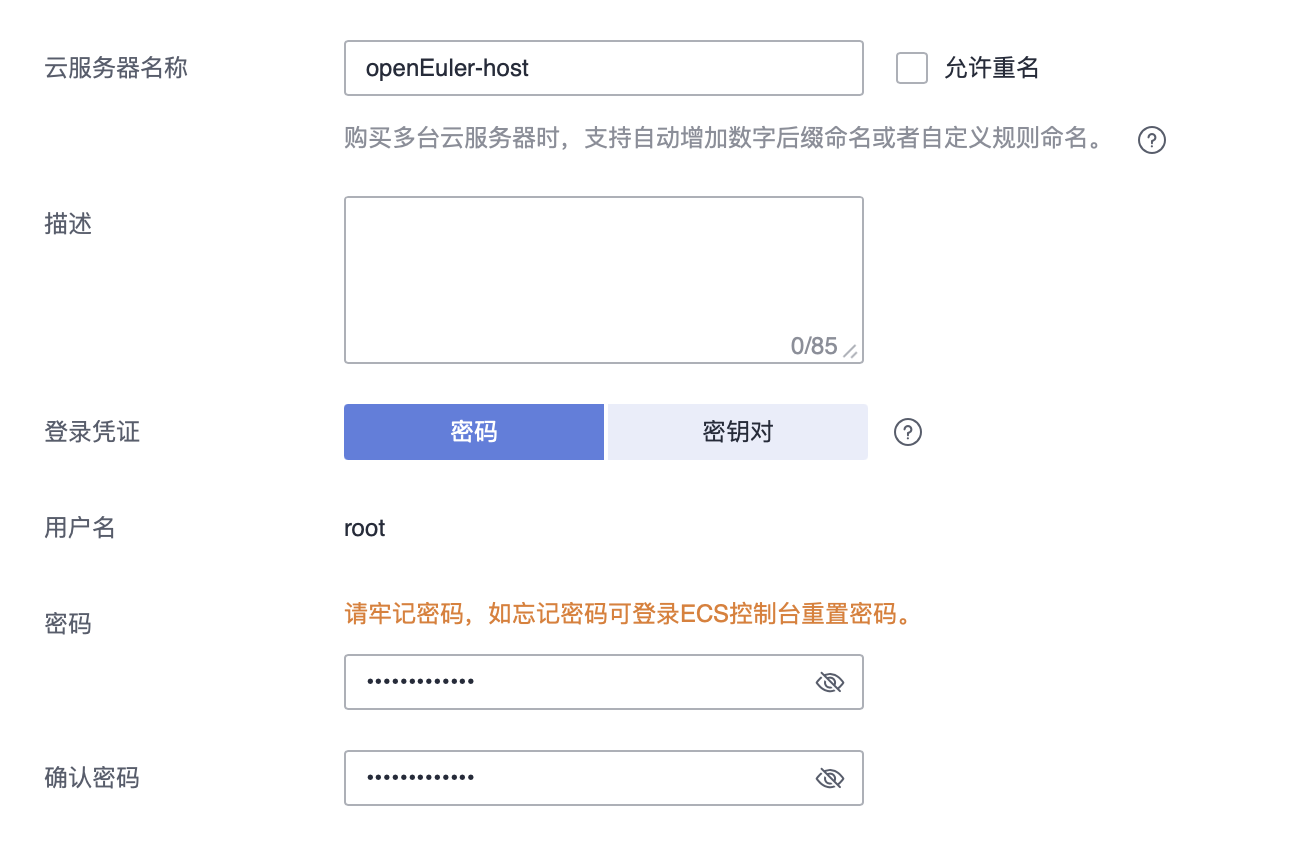 云服务器名称
openEuler-host
允许重名
购买多台云服务器时，支持自动增加数字后缀命名或者自定义规则命名。 ?
描述
0/85
登录凭证
密码
密钥对
?
用户名
root
密码
请牢记密码，如忘记密码可登录ECS控制台重置密码。
•••••••••••••
确认密码
•••••••••••••